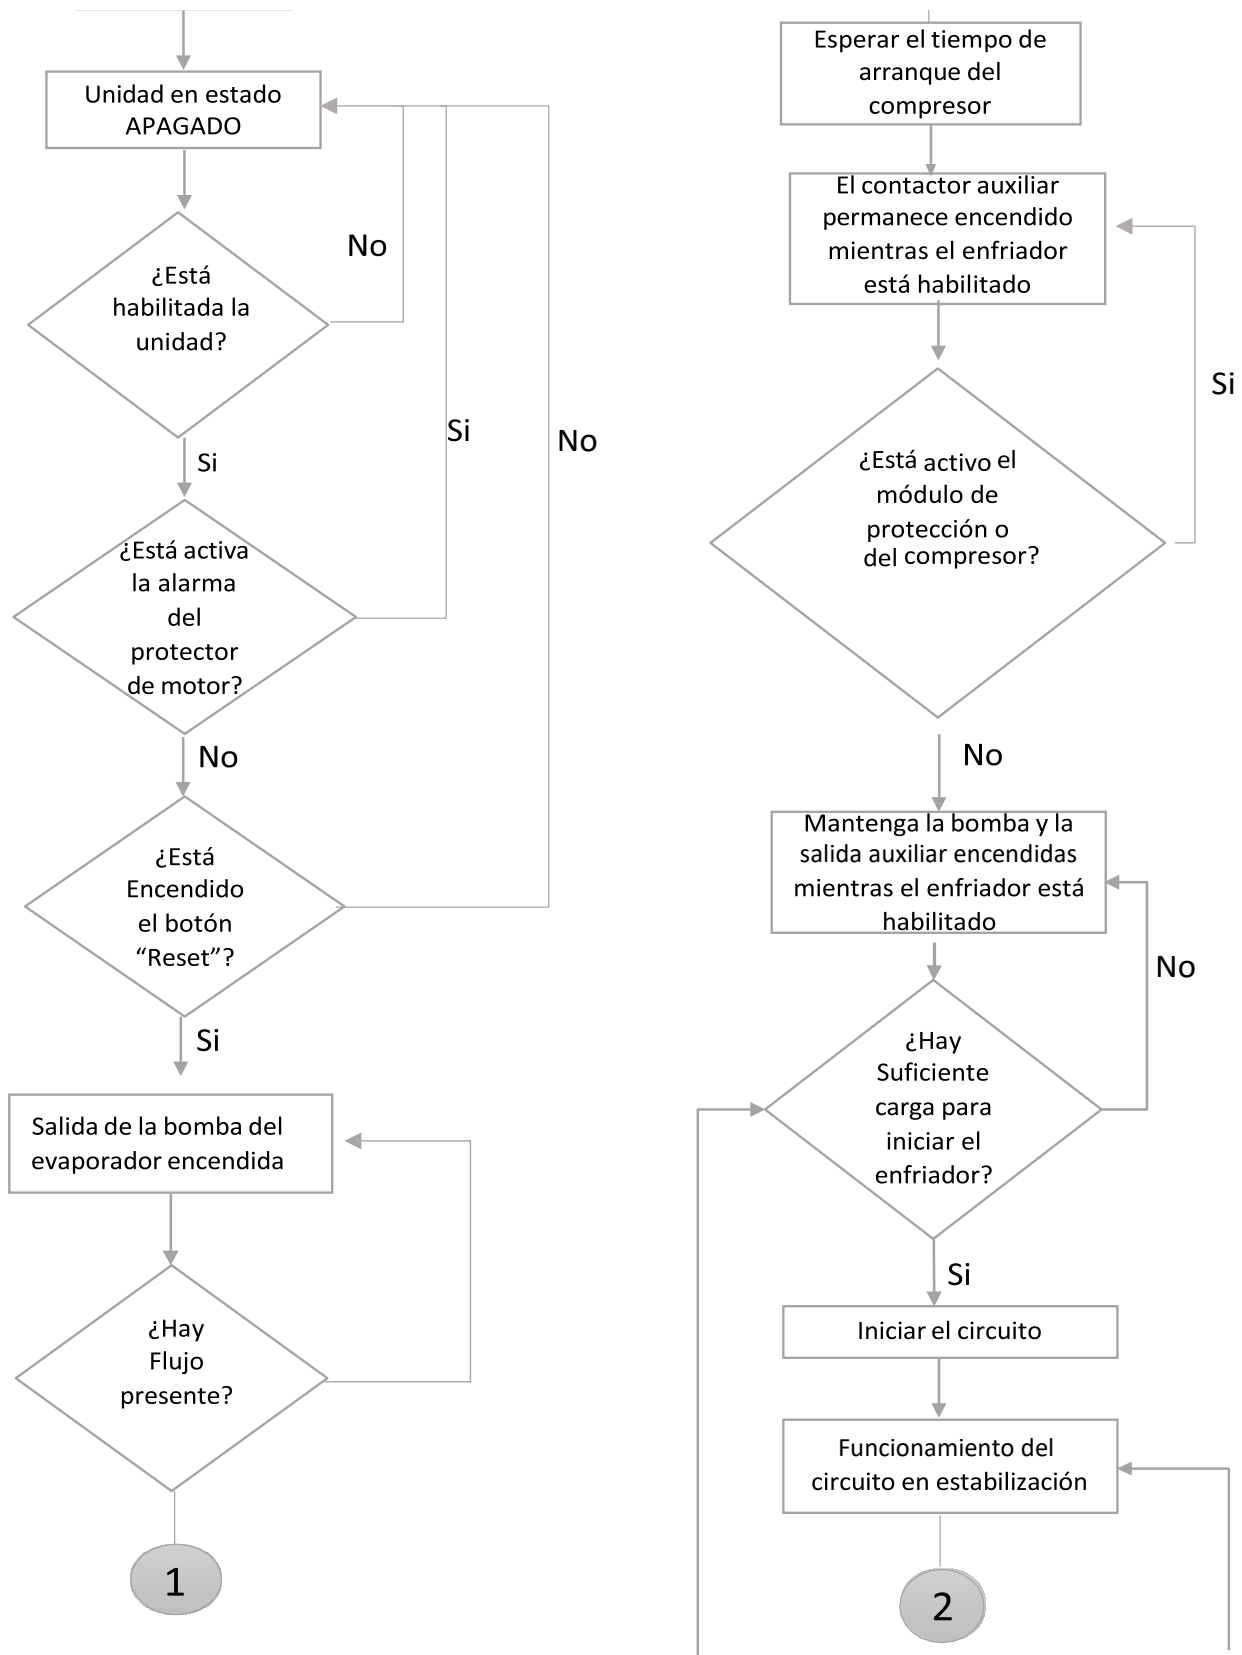 Unidad en estado
APAGADO
No
¿Está
habilitada la
unidad?
Si
No
Si
¿Está activa
la alarma
del
protector
de motor?
No
¿Está
Encendido
el botón
“Reset”?
Si
Salida de la bomba del
evaporador encendida
¿Hay
Flujo
presente?
1
Esperar el tiempo de
arranque del
compresor
El contactor auxiliar
permanece encendido
mientras el enfriador
está habilitado
Si
¿Está activo el
módulo de
protección o
del compresor?
No
Mantenga la bomba y la
salida auxiliar encendidas
mientras el enfriador está
habilitado
No
¿Hay
Suficiente
carga para
iniciar el
enfriador?
Si
Iniciar el circuito
Funcionamiento del
circuito en estabilización
2